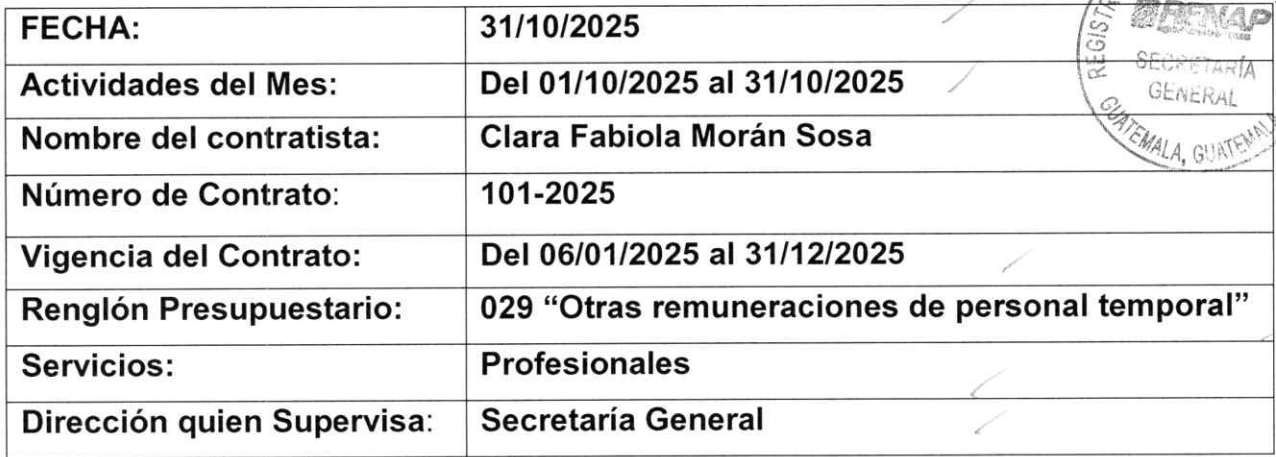 FECHA: 31/10/2025
Actividades del Mes: Del 01/10/2025 al 31/10/2025
Nombre del contratista: Clara Fabiola Morán Sosa
Número de Contrato: 101-2025
Vigencia del Contrato: Del 06/01/2025 al 31/12/2025
Renglón Presupuestario: 029 “Otras remuneraciones de personal temporal”
Servicios: Profesionales
Dirección quien Supervisa: Secretaría General
RENAP
SECRETARÍA
GENERAL
GUATEMALA, GUATEMALA